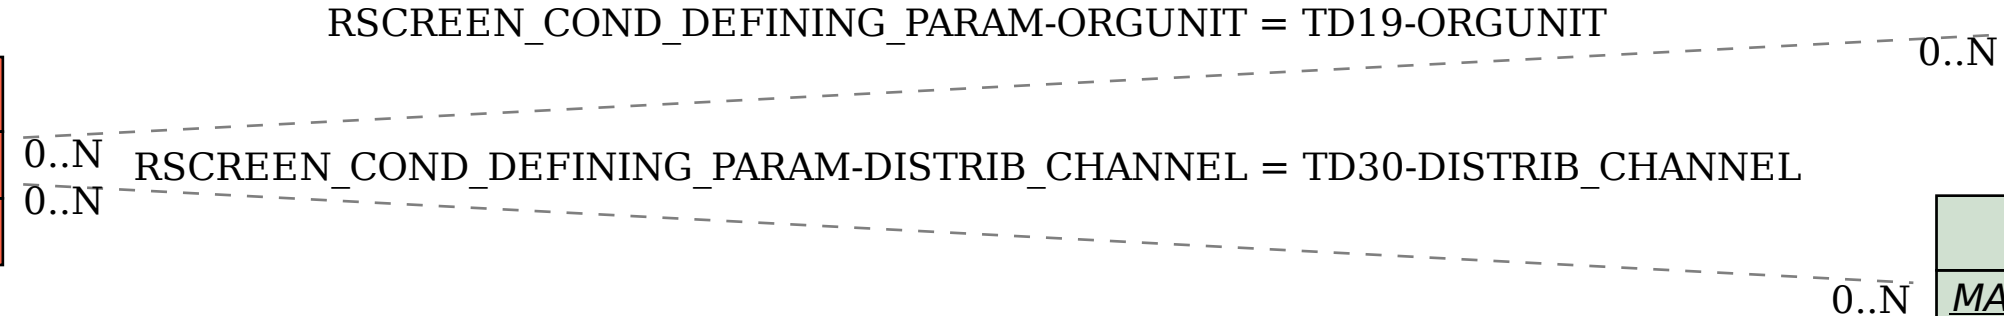 RSCREEN_COND_DEFINING_PARAM-ORGUNIT = TD19-ORGUNIT
0..N
0..N
RSCREEN_COND_DEFINING_PARAM-DISTRIB_CHANNEL = TD30-DISTRIB_CHANNEL
0..N
0..N